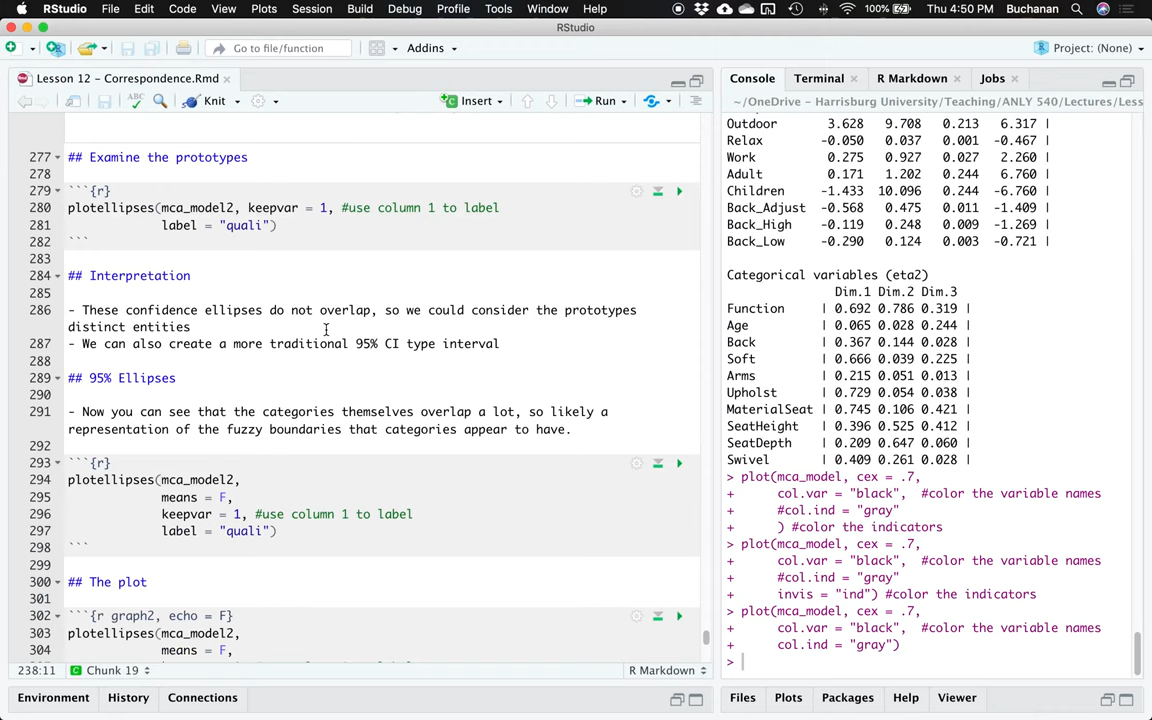 RStudio File Edit Code View Plots Session Build Debug Profile Tools Window Help 100% Thu 4:50 PM Buchanan
RStudio
Go to file/function Addins Project: (None)
Lesson 12 - Correspondence.Rmd
Knit Insert Run
277 ## Examine the prototypes
278
279 ```{r}
280 plotellipses(mca_model2, keepvar = 1, #use column 1 to label
281 label = "quali")
282 ```
283
284 ## Interpretation
285
286 - These confidence ellipses do not overlap, so we could consider the prototypes
distinct entities
287 - We can also create a more traditional 95% CI type interval
288
289 ## 95% Ellipses
290
291 - Now you can see that the categories themselves overlap a lot, so likely a
representation of the fuzzy boundaries that categories appear to have.
292
293 ```{r}
294 plotellipses(mca_model2,
295 means = F,
296 keepvar = 1, #use column 1 to label
297 label = "quali")
298 ```
299
300 ## The plot
301
302 ```{r graph2, echo = F}
303 plotellipses(mca_model2,
304 means = F,
238:11 Chunk 19 R Markdown
Environment History Connections
Console Terminal R Markdown Jobs
~/OneDrive - Harrisburg University/Teaching/ANLY 540/Lectures/Less
Outdoor 3.628 9.708 0.213 6.317 |
Relax -0.050 0.037 0.001 -0.467 |
Work 0.275 0.927 0.027 2.260 |
Adult 0.171 1.202 0.244 6.760 |
Children -1.433 10.096 0.244 -6.760 |
Back_Adjust -0.568 0.475 0.011 -1.409 |
Back_High -0.119 0.248 0.009 -1.269 |
Back_Low -0.290 0.124 0.003 -0.721 |
Categorical variables (eta2)
Dim.1 Dim.2 Dim.3
Function | 0.692 0.786 0.319 |
Age | 0.065 0.028 0.244 |
Back | 0.367 0.144 0.028 |
Soft | 0.666 0.039 0.225 |
Arms | 0.215 0.051 0.013 |
Upholst | 0.729 0.054 0.038 |
MaterialSeat | 0.745 0.106 0.421 |
SeatHeight | 0.396 0.525 0.412 |
SeatDepth | 0.209 0.647 0.060 |
Swivel | 0.409 0.261 0.028 |
> plot(mca_model, cex = .7,
+ col.var = "black", #color the variable names
+ #col.ind = "gray"
+ ) #color the indicators
> plot(mca_model, cex = .7,
+ col.var = "black", #color the variable names
+ #col.ind = "gray"
+ invis = "ind") #color the indicators
> plot(mca_model, cex = .7,
+ col.var = "black", #color the variable names
+ col.ind = "gray")
>
Files Plots Packages Help Viewer